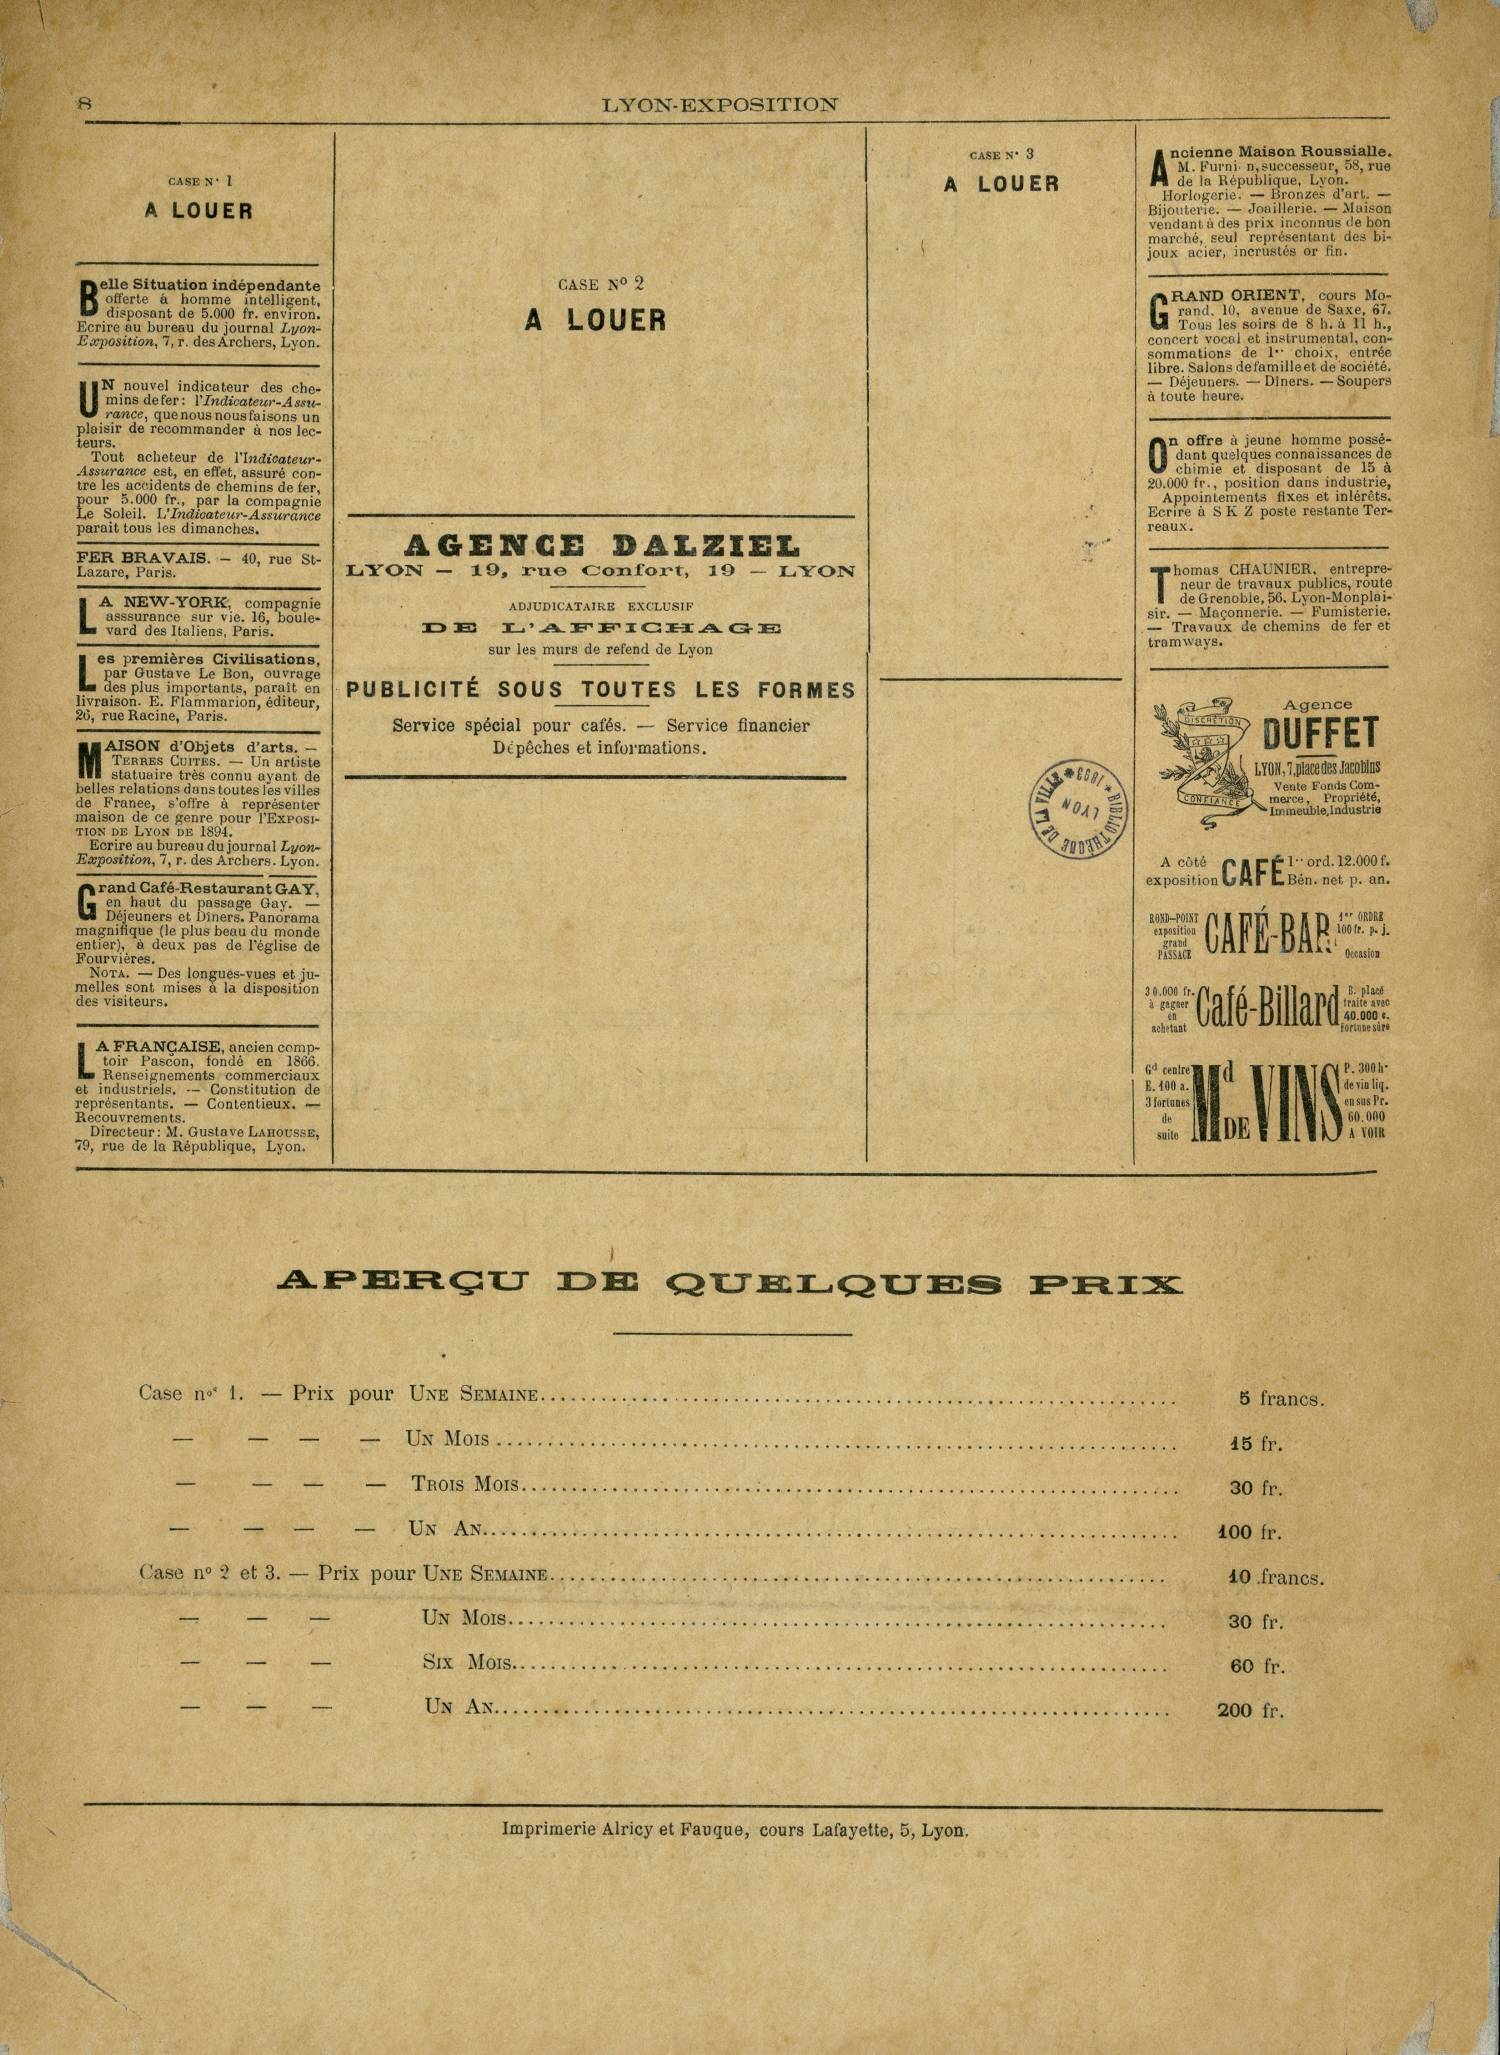 8
LYON-EXPOSITION
CASE N° 1
A LOUER
Belle Situation indépendante
offerte à homme intelligent,
disposant de 5.000 fr. environ.
Ecrire au bureau du journal Lyon-
Exposition, 7, r. des Archers, Lyon.
UN nouvel indicateur des che-
mins de fer : l'Indicateur-Assu-
rance, que nous nous faisons un
plaisir de recommander à nos lec-
teurs.
Tout acheteur de l'Indicateur-
Assurance est, en effet, assuré con-
tre les accidents de chemins de fer,
pour 5.000 fr., par la compagnie
Le Soleil. L'Indicateur-Assurance
parait tous les dimanches.
FER BRAVAIS. — 40, rue St-
Lazare, Paris.
LA NEW-YORK, compagnie
asssurance sur vie. 16, boule-
vard des Italiens, Paris.
Les premières Civilisations,
par Gustave Le Bon, ouvrage
des plus importants, paraît en
livraison. E. Flammarion, éditeur,
26, rue Racine, Paris.
MAISON d'Objets d'arts. —
TERRES CUITES. — Un artiste
statuaire très connu ayant de
belles relations dans toutes les villes
de Franee, s'offre à représenter
maison de ce genre pour l'EXPOSI-
TION DE LYON DE 1894.
Ecrire au bureau du journal Lyon-
Exposition, 7, r. des Archers. Lyon.
Grand Café-Restaurant GAY,
en haut du passage Gay. —
Déjeuners et Dîners. Panorama
magnifique (le plus beau du monde
entier), à deux pas de l'église de
Fourvières.
NOTA. — Des longues-vues et ju-
melles sont mises à la disposition
des visiteurs.
LA FRANÇAISE, ancien comp-
toir Pascon, fondé en 1866.
Renseignements commerciaux
et industriels. — Constitution de
représentants. — Contentieux. —
Recouvrements.
Directeur : M. Gustave LAHOUSSE,
79, rue de la République, Lyon.
CASE N° 2
A LOUER
AGENCE DALZIEL
LYON — 19, rue Confort, 19 — LYON
ADJUDICATAIRE EXCLUSIF
DE L'AFFICHAGE
sur les murs de refend de Lyon
PUBLICITÉ SOUS TOUTES LES FORMES
Service spécial pour cafés. — Service financier
Dépêches et informations.
CASE N° 3
A LOUER
BIBLIOTHEQUE DE LA VILLE * 1893 *
LYON
Ancienne Maison Roussialle.
M. Furni n, successeur, 58, rue
de la République, Lyon.
Horlogerie. — Bronzes d'art. —
Bijouterie. — Joaillerie. — Maison
vendant à des prix inconnus de bon
marché, seul représentant des bi-
joux acier, incrustés or fin.
GRAND ORIENT, cours Mo-
rand, 10, avenue de Saxe, 67.
Tous les soirs de 8 h. à 11 h.,
concert vocal et instrumental, con-
sommations de 1er choix, entrée
libre. Salons de famille et de société.
— Déjeuners. — Dîners. — Soupers
à toute heure.
On offre à jeune homme possé-
dant quelques connaissances de
chimie et disposant de 15 à
20.000 fr., position dans industrie,
Appointements fixes et intérêts.
Ecrire à S K Z poste restante Ter-
reaux.
Thomas CHAUNIER, entrepre-
neur de travaux publics, route
de Grenoble, 56. Lyon-Monplai-
sir. — Maçonnerie. — Fumisterie.
— Travaux de chemins de fer et
tramways.
DISCRÉTION
CONFIANCE
Agence
DUFFET
LYON, 7, place des Jacobins
Vente Fonds Com-
merce, Propriété,
Immeuble, Industrie
A côté exposition CAFÉ 1er ord. 12.000 f. Bén. net p. an.
ROND-POINT exposition grand PASSAGE CAFÉ-BAR 1er ORDRE 100 fr. p. j. Occasion
30.000 fr. à gagner en achetant Café-Billard B. placé traite avec 40.000 c. fortune sûre
Gd centre E. 100 a. 3 fortunes de suite Md DE VINS P. 300 h. de vin liq. en sus Pr. 60.000 A VOIR
APERÇU DE QUELQUES PRIX
Case nos 1. — Prix pour UNE SEMAINE 5 francs.
— — — — UN MOIS 15 fr.
— — — — TROIS MOIS 30 fr.
— — — — UN AN 100 fr.
Case no 2 et 3. — Prix pour UNE SEMAINE 10 francs.
— — — UN MOIS 30 fr.
— — — SIX MOIS 60 fr.
— — — UN AN 200 fr.
Imprimerie Alricy et Fauque, cours Lafayette, 5, Lyon.